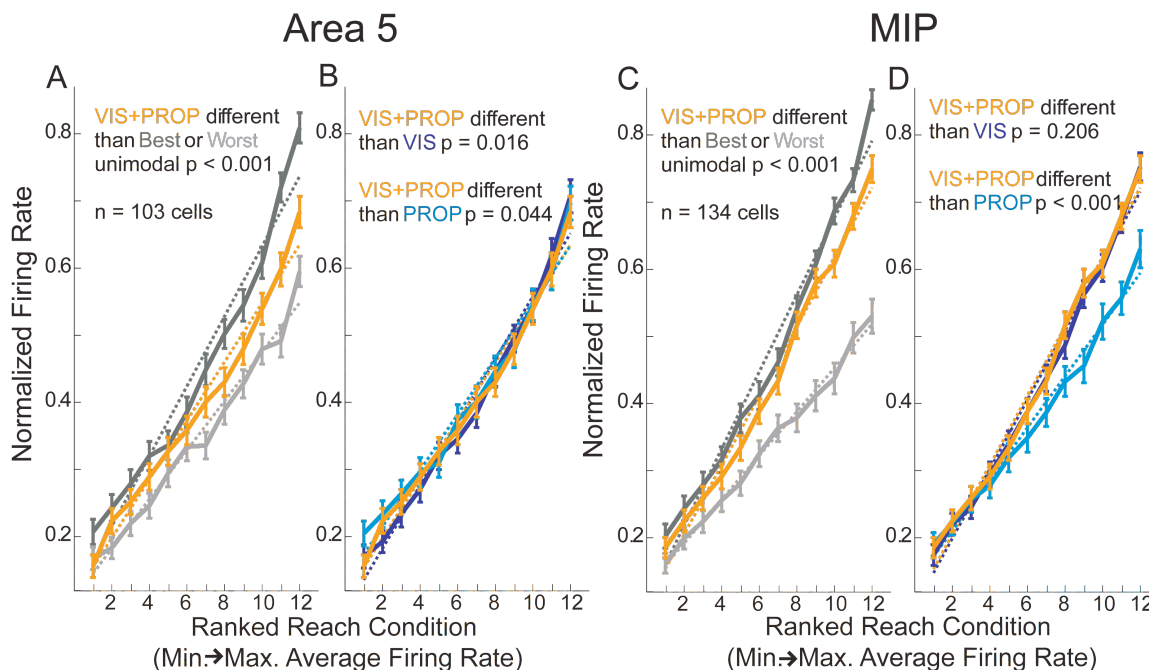 Area 5
MIP
A
B
C
D
VIS+PROP different
than Best or Worst
unimodal p < 0.001
n = 103 cells
VIS+PROP different
than VIS p = 0.016
VIS+PROP different
than PROP p = 0.044
VIS+PROP different
than Best or Worst
unimodal p < 0.001
n = 134 cells
VIS+PROP different
than VIS p = 0.206
VIS+PROP different
than PROP p < 0.001
Normalized Firing Rate
0.8
0.6
0.4
0.2
0.8
0.6
0.4
0.2
Normalized Firing Rate
0.8
0.6
0.4
0.2
0.8
0.6
0.4
0.2
2 4 6 8 10 12
2 4 6 8 10 12
2 4 6 8 10 12
2 4 6 8 10 12
Ranked Reach Condition
(Min.→Max. Average Firing Rate)
Ranked Reach Condition
(Min.→Max. Average Firing Rate)